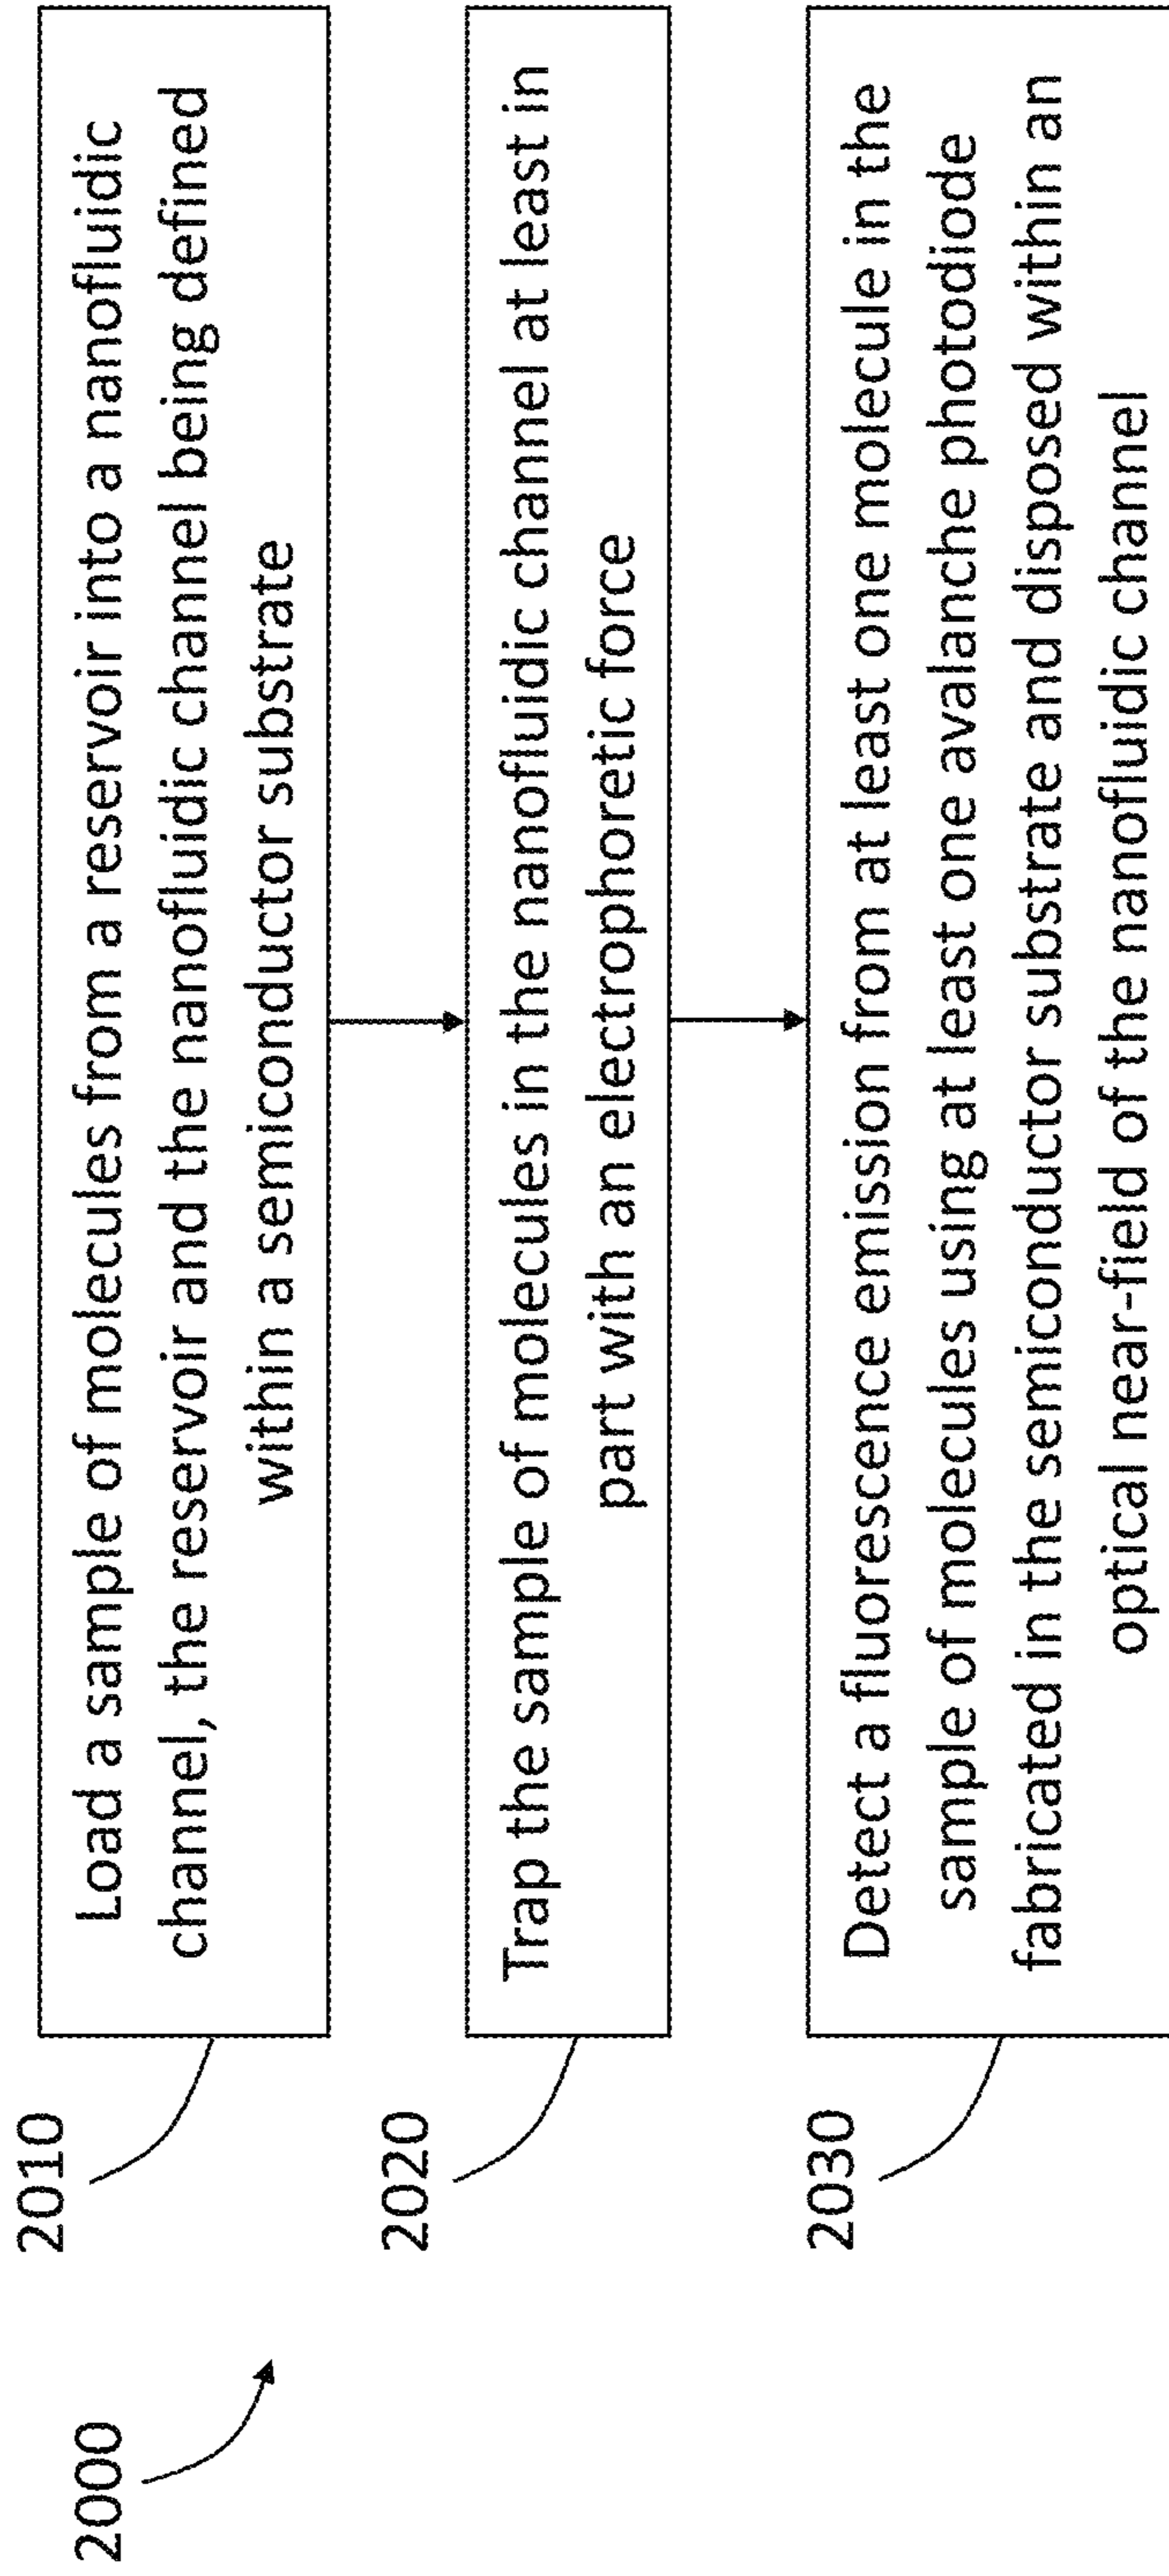 2000
2010
Load a sample of molecules from a reservoir into a nanofluidic
channel, the reservoir and the nanofluidic channel being defined
within a semiconductor substrate
2020
Trap the sample of molecules in the nanofluidic channel at least in
part with an electrophoretic force
2030
Detect a fluorescence emission from at least one molecule in the
sample of molecules using at least one avalanche photodiode
fabricated in the semiconductor substrate and disposed within an
optical near-field of the nanofluidic channel